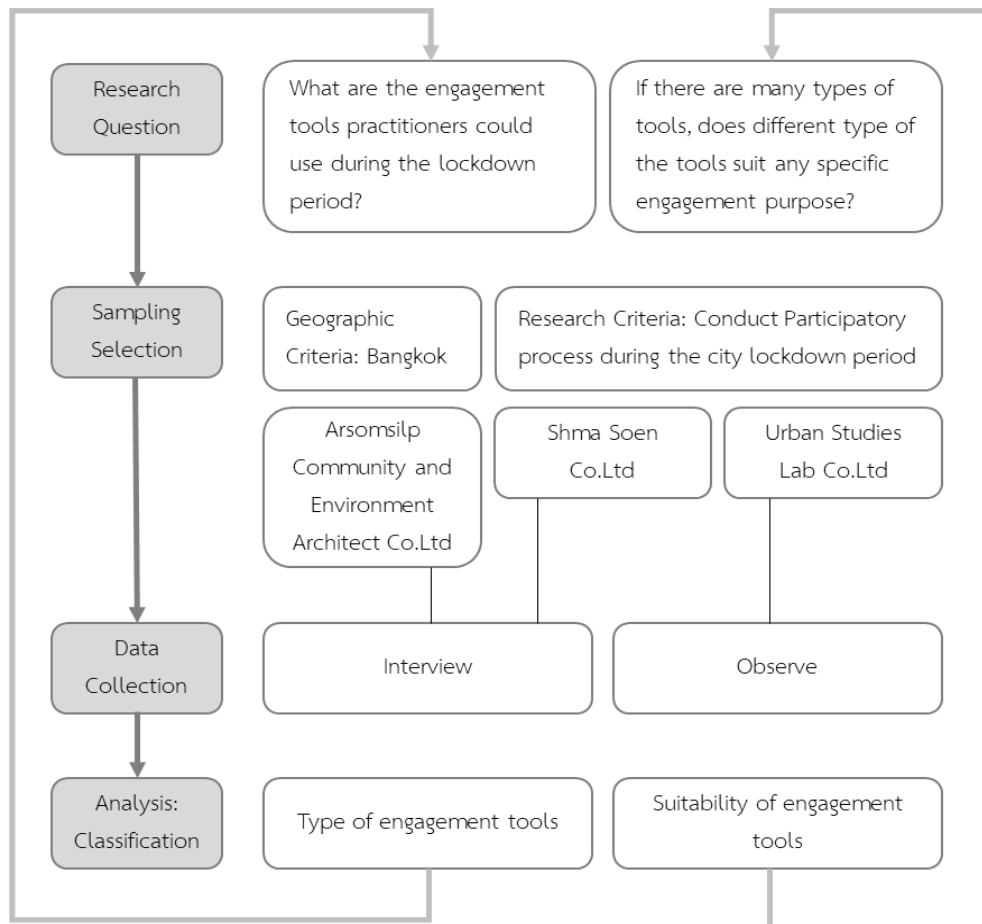 Research
Question
What are the engagement
tools practitioners could
use during the lockdown
period?
If there are many types of
tools, does different type of
the tools suit any specific
engagement purpose?
Sampling
Selection
Geographic
Criteria: Bangkok
Research Criteria: Conduct Participatory
process during the city lockdown period
Arsomsilp
Community and
Environment
Architect Co.Ltd
Shma Soen
Co.Ltd
Urban Studies
Lab Co.Ltd
Data
Collection
Interview
Observe
Analysis:
Classification
Type of engagement tools
Suitability of engagement
tools